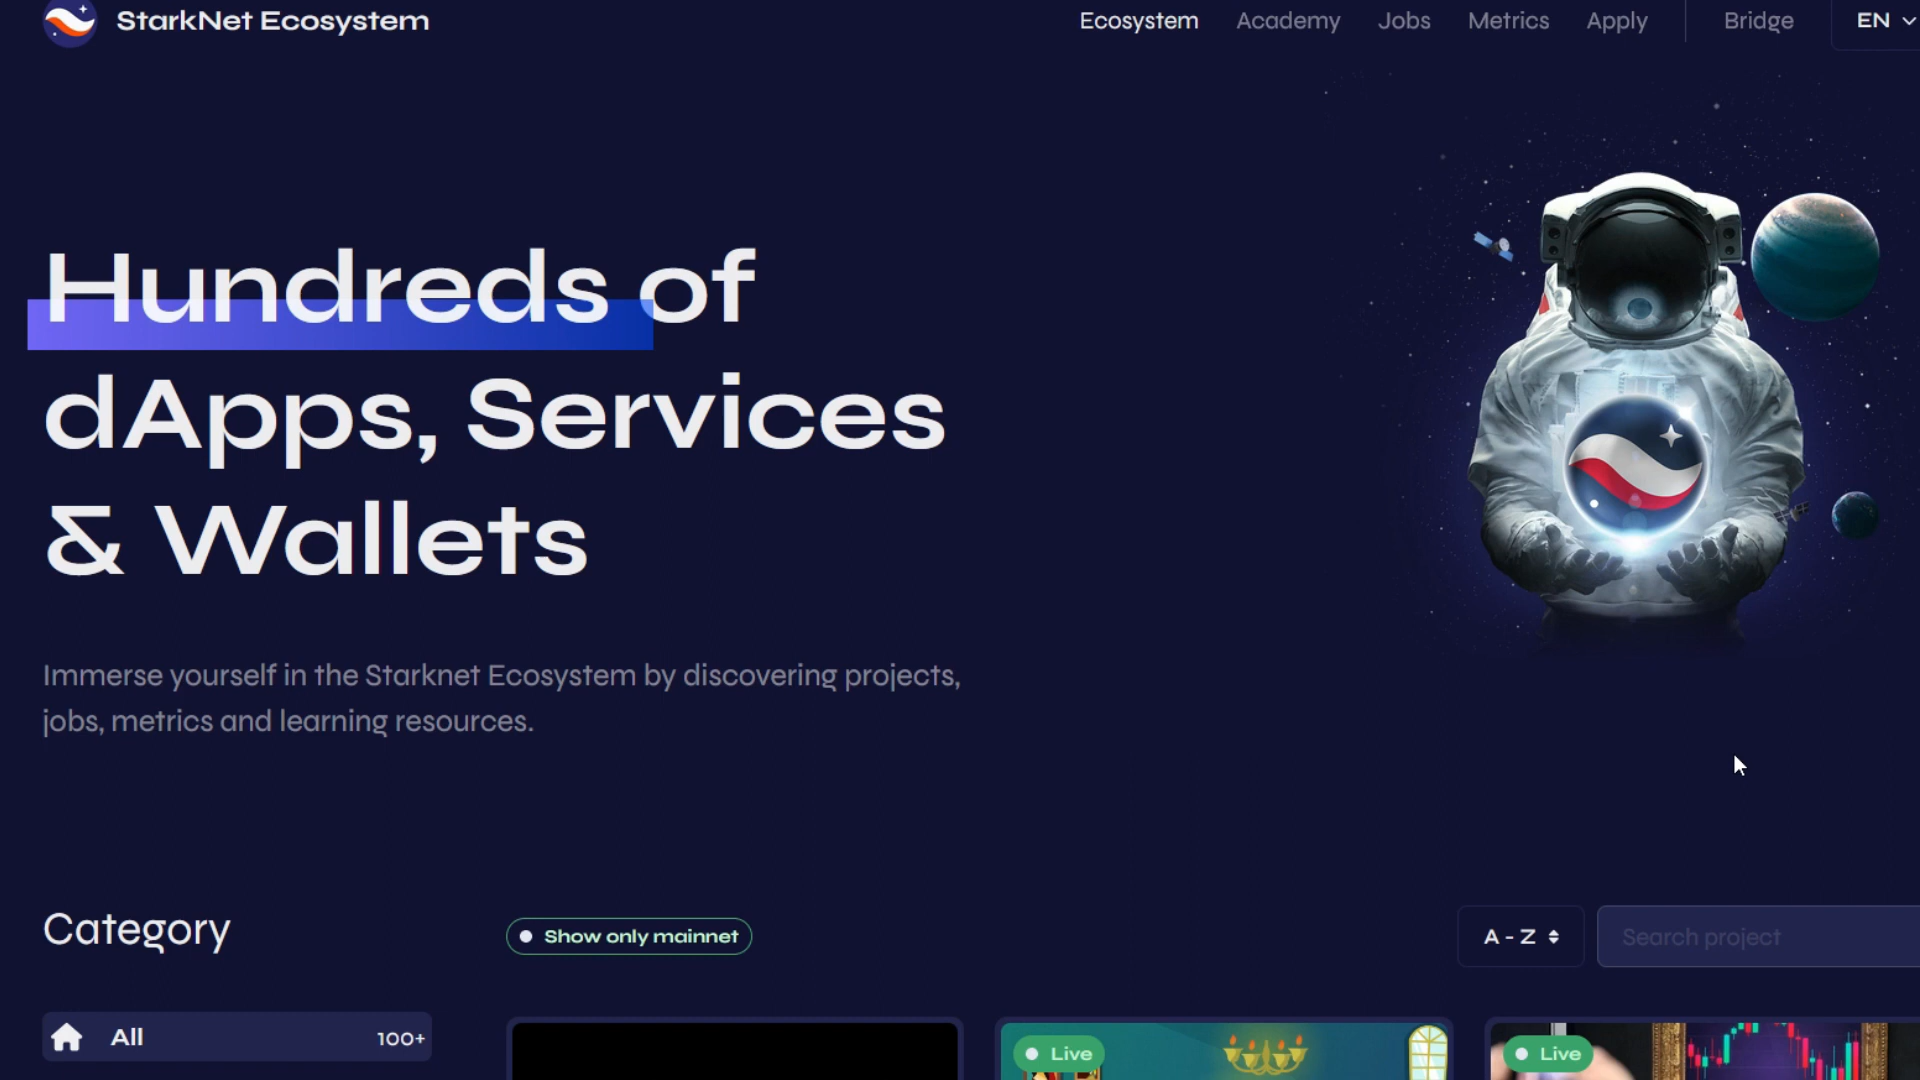 StarkNet Ecosystem
Ecosystem Academy Jobs Metrics Apply Bridge EN
Hundreds of
dApps, Services
& Wallets
Immerse yourself in the Starknet Ecosystem by discovering projects,
jobs, metrics and learning resources.
Category
Show only mainnet
A - Z
Search project
All 100+
Live
Live